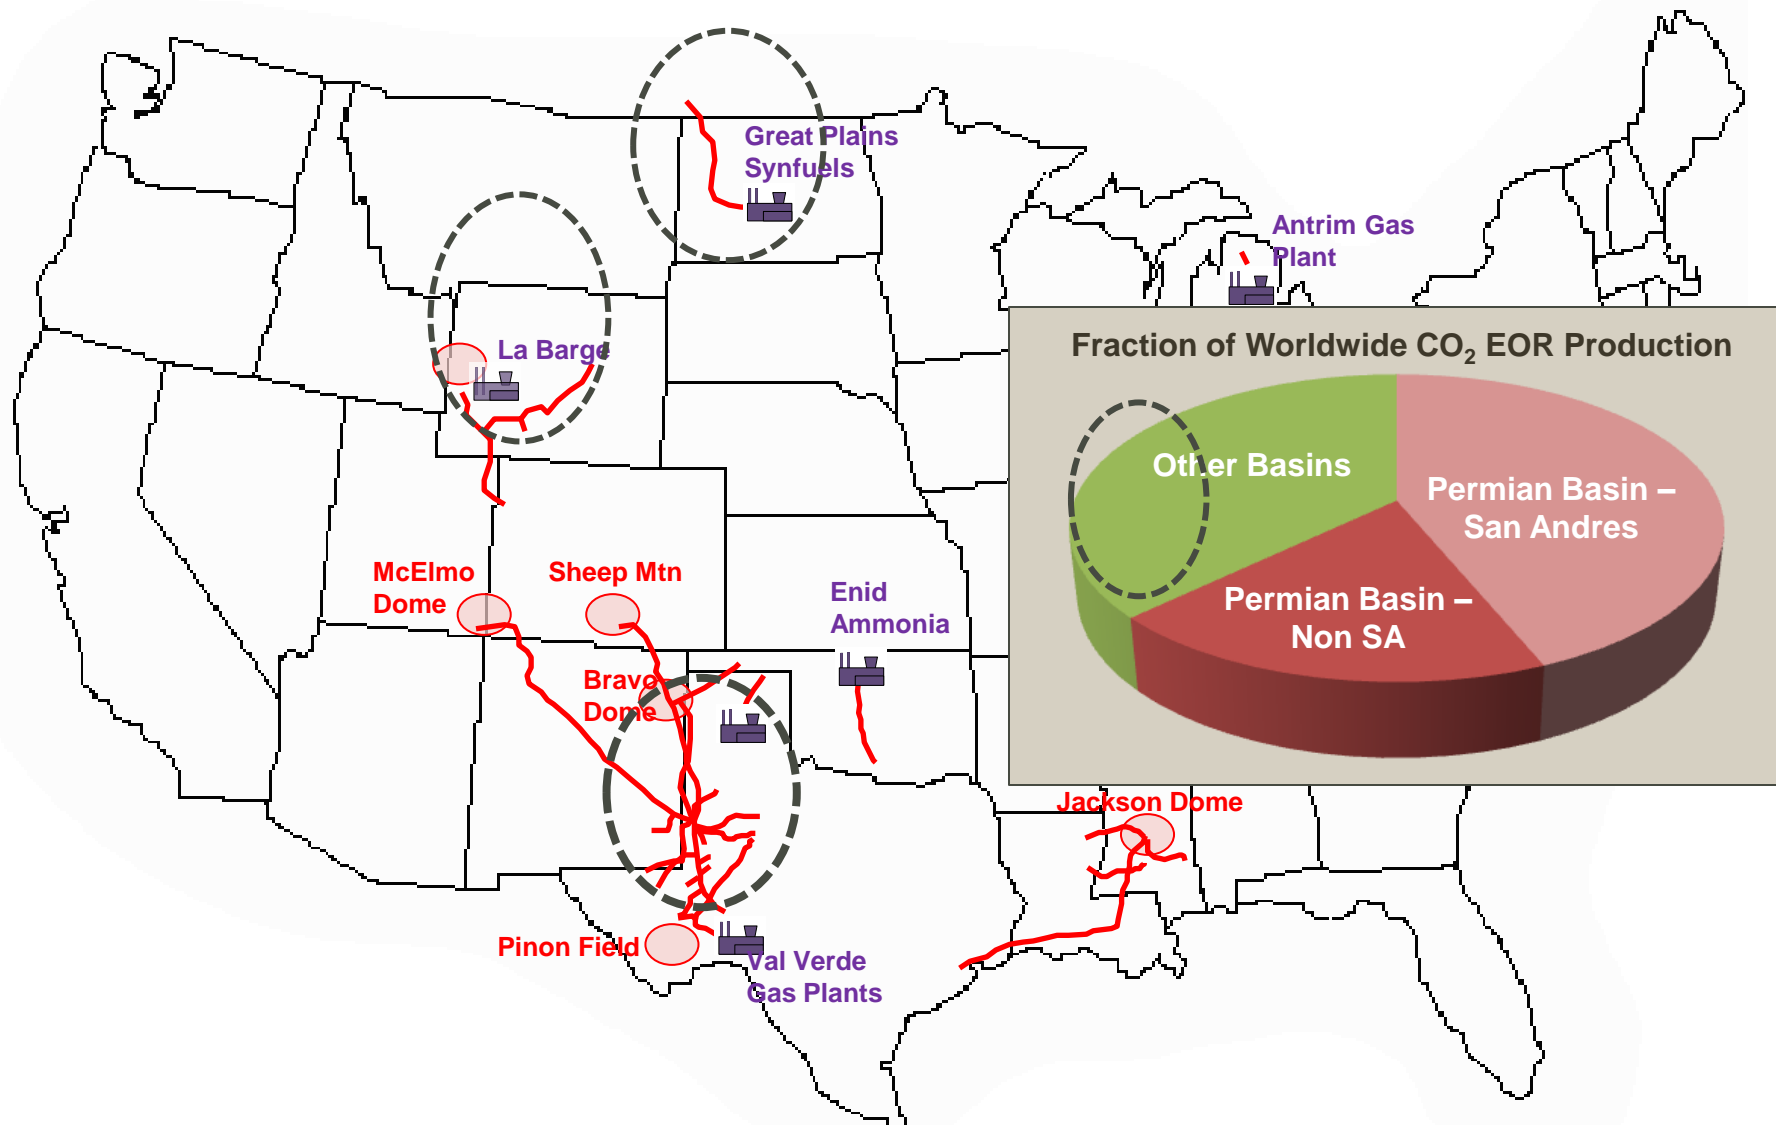 Great Plains
Synfuels
Antrim Gas
Plant
La Barge
Fraction of Worldwide CO₂ EOR Production
Other Basins
Permian Basin –
San Andres
Permian Basin –
Non SA
McElmo
Dome
Sheep Mtn
Enid
Ammonia
Bravo
Dome
Jackson Dome
Pinon Field
Val Verde
Gas Plants